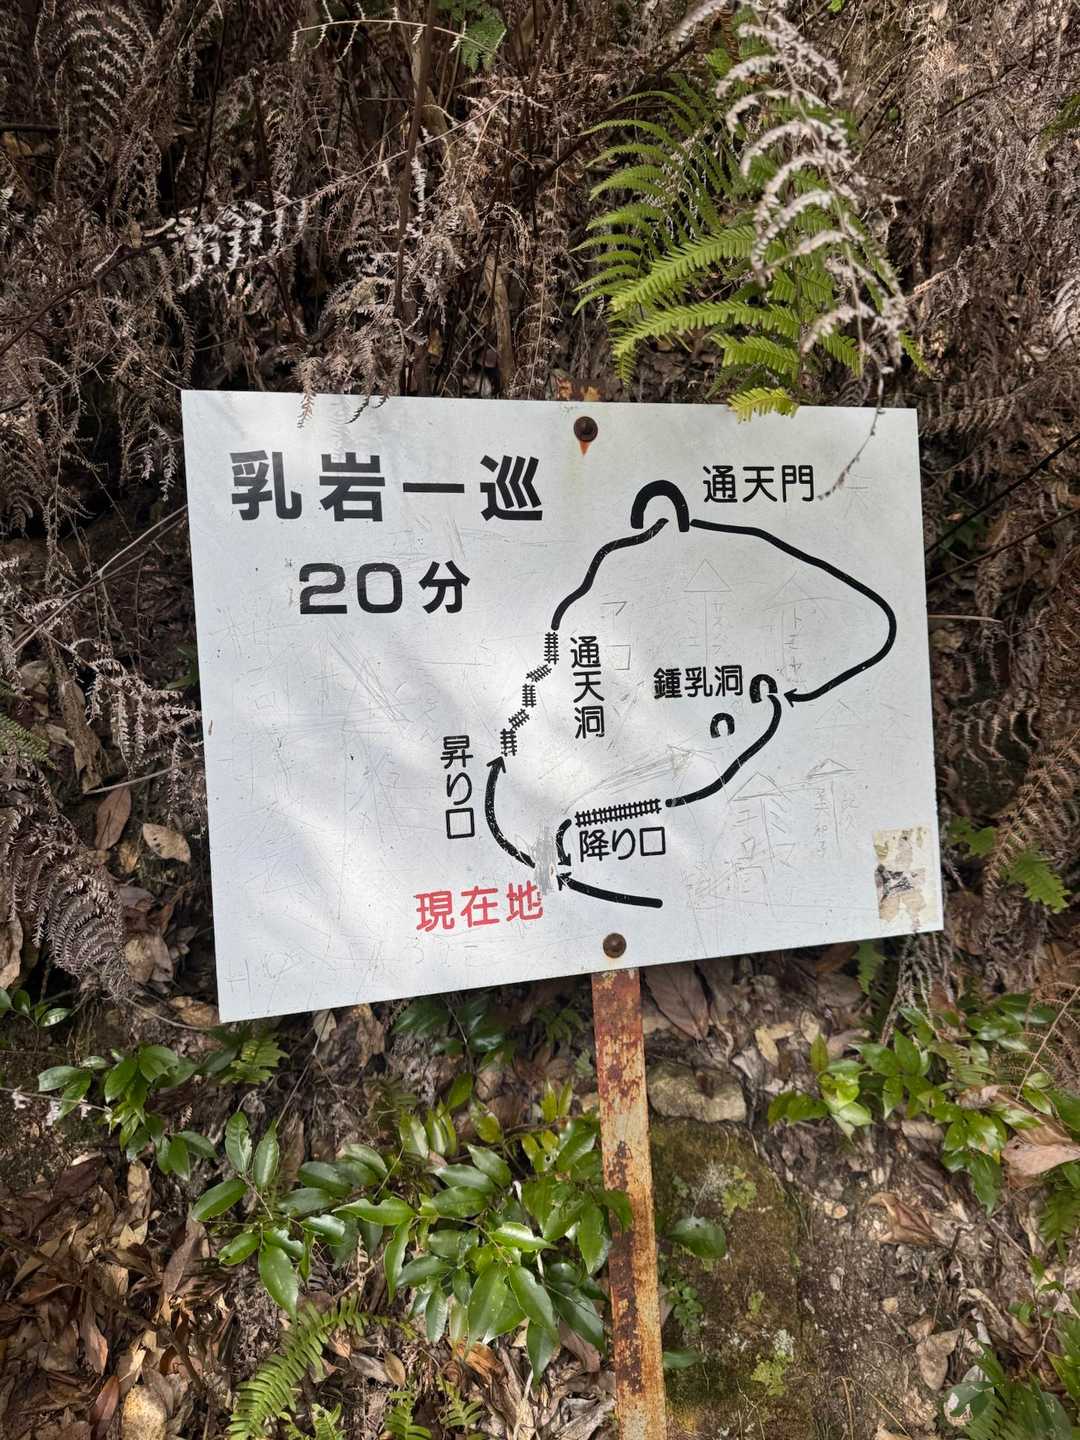 乳岩一巡
20分
通天門
通天洞
鍾乳洞
昇り口
降り口
現在地